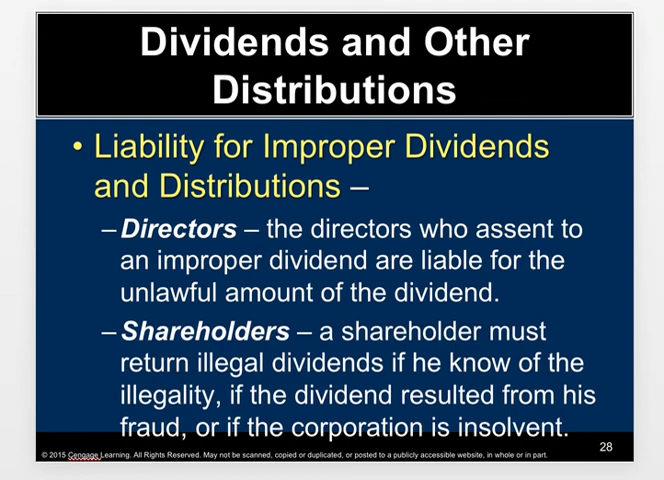 Dividends and Other
Distributions
• Liability for Improper Dividends
and Distributions –
– Directors – the directors who assent to
an improper dividend are liable for the
unlawful amount of the dividend.
– Shareholders – a shareholder must
return illegal dividends if he know of the
illegality, if the dividend resulted from his
fraud, or if the corporation is insolvent.
28
© 2015 Cengage Learning. All Rights Reserved. May not be scanned, copied or duplicated, or posted to a publicly accessible website, in whole or in part.